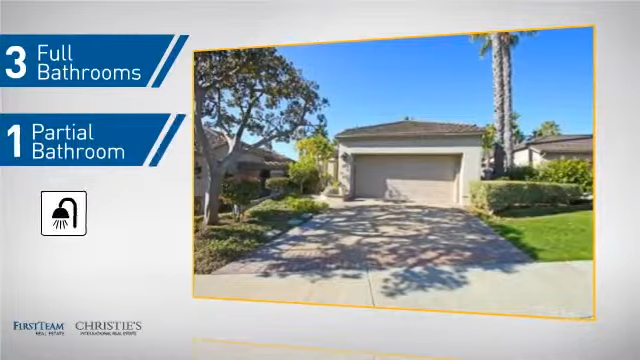 3 Full
Bathrooms
1 Partial
Bathroom
FIRSTTEAM
REAL ESTATE
CHRISTIE'S
INTERNATIONAL REAL ESTATE